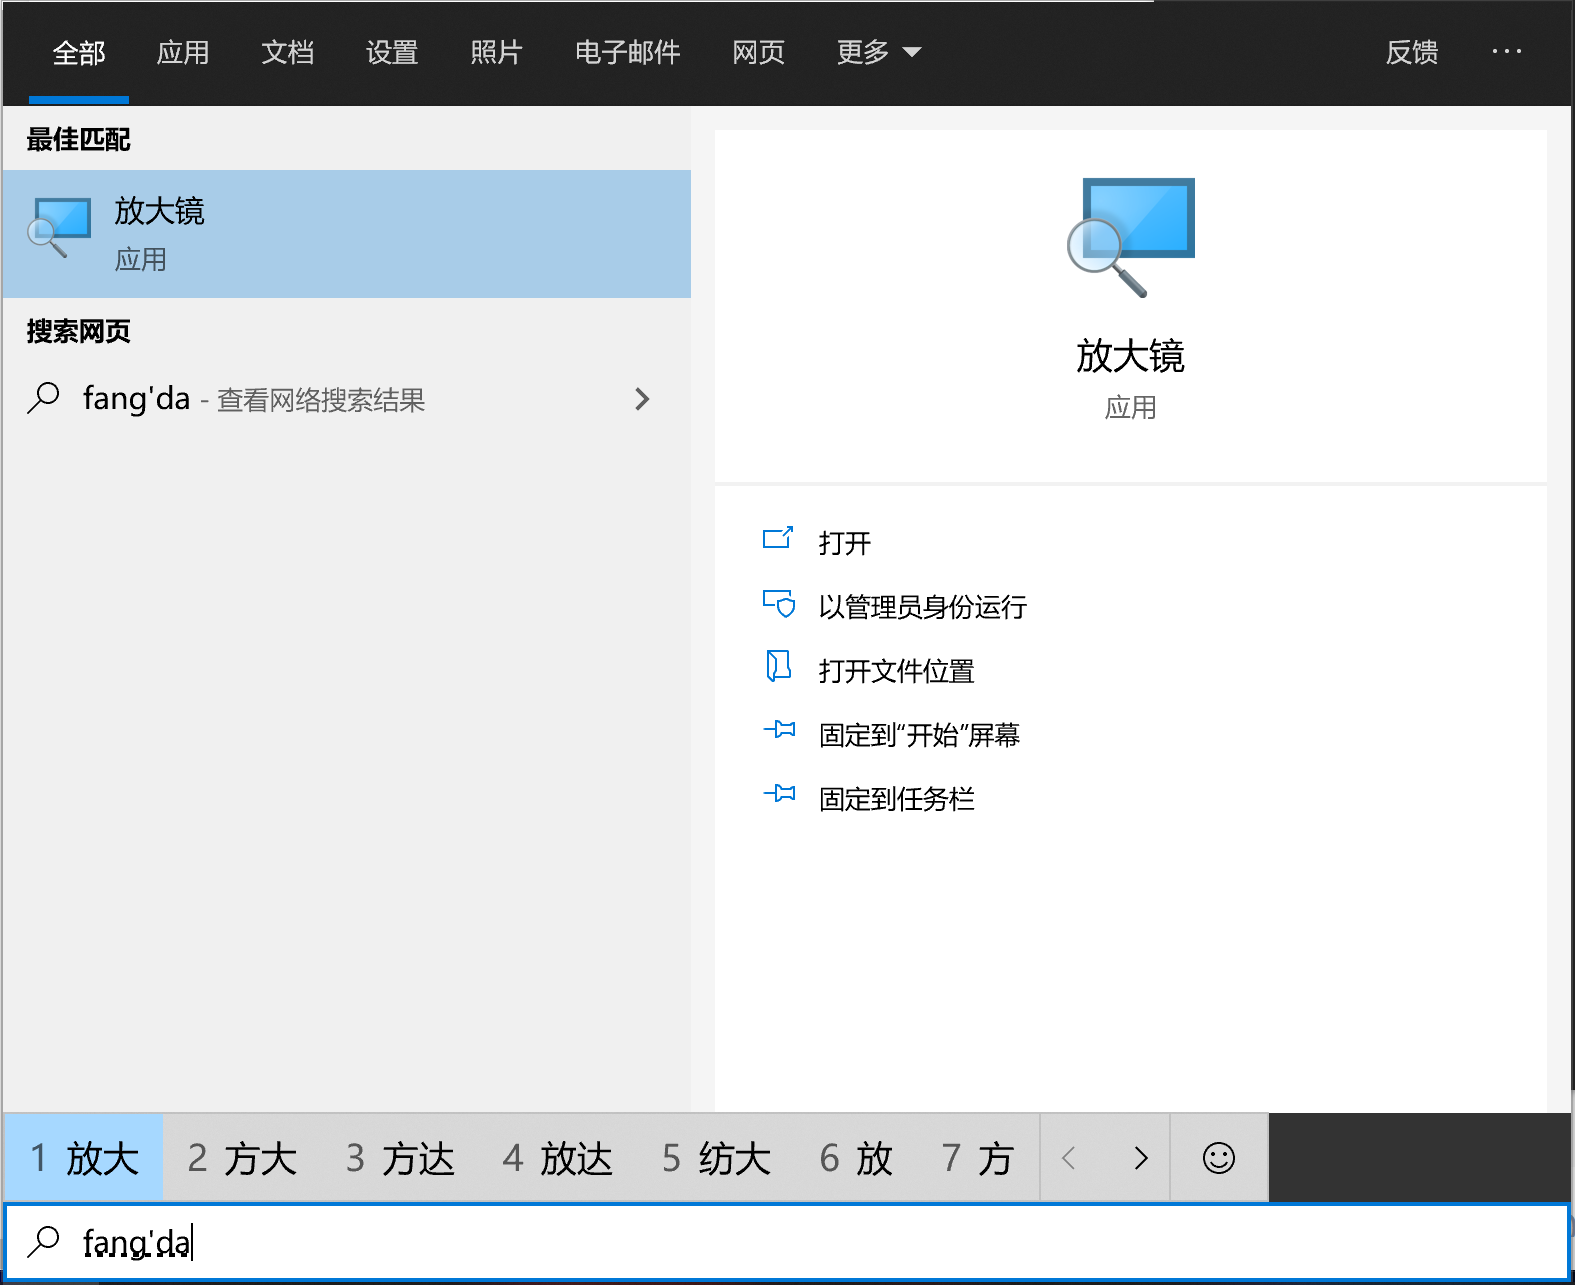 全部 应用 文档 设置 照片 电子邮件 网页 更多 反馈 ···
最佳匹配
放大镜
应用
搜索网页
fang'da - 查看网络搜索结果
放大镜
应用
打开
以管理员身份运行
打开文件位置
固定到“开始”屏幕
固定到任务栏
1 放大 2 方大 3 方达 4 放达 5 纺大 6 放 7 方
fang'da